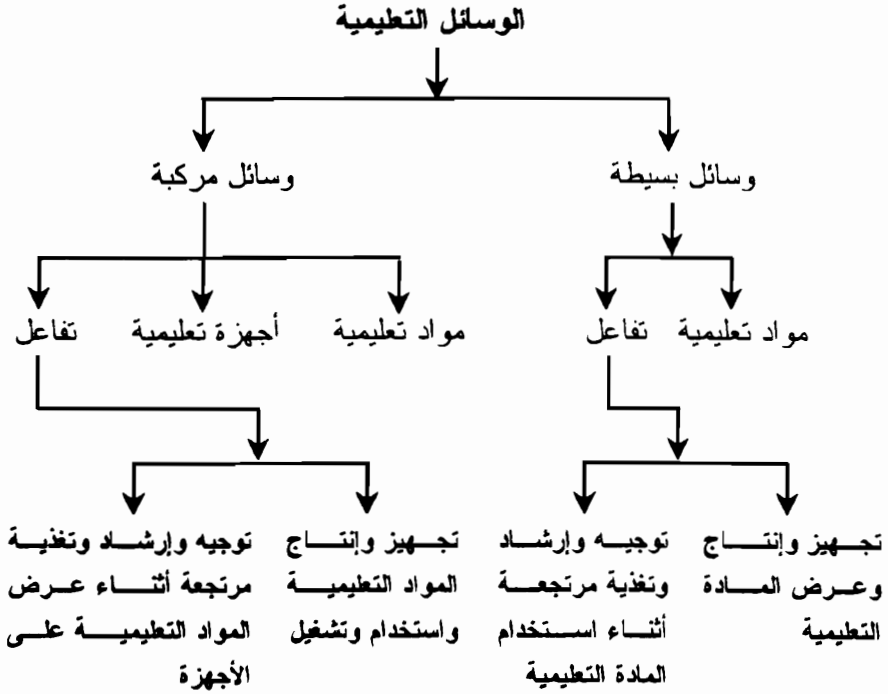 الوسائل التعليمية
وسائل بسيطة
وسائل مركبة
مواد تعليمية
تفاعل
مواد تعليمية
أجهزة تعليمية
تفاعل
تجهيز وإنتاج
وعرض المادة
التعليمية
توجيه وإرشاد
وتغذية مرتجعة
أثناء استخدام
المادة التعليمية
تجهيز وإنتاج
المواد التعليمية
واستخدام وتشغيل
توجيه وإرشاد وتغذية
مرتجعة أثناء عرض
المواد التعليمية على
الأجهزة